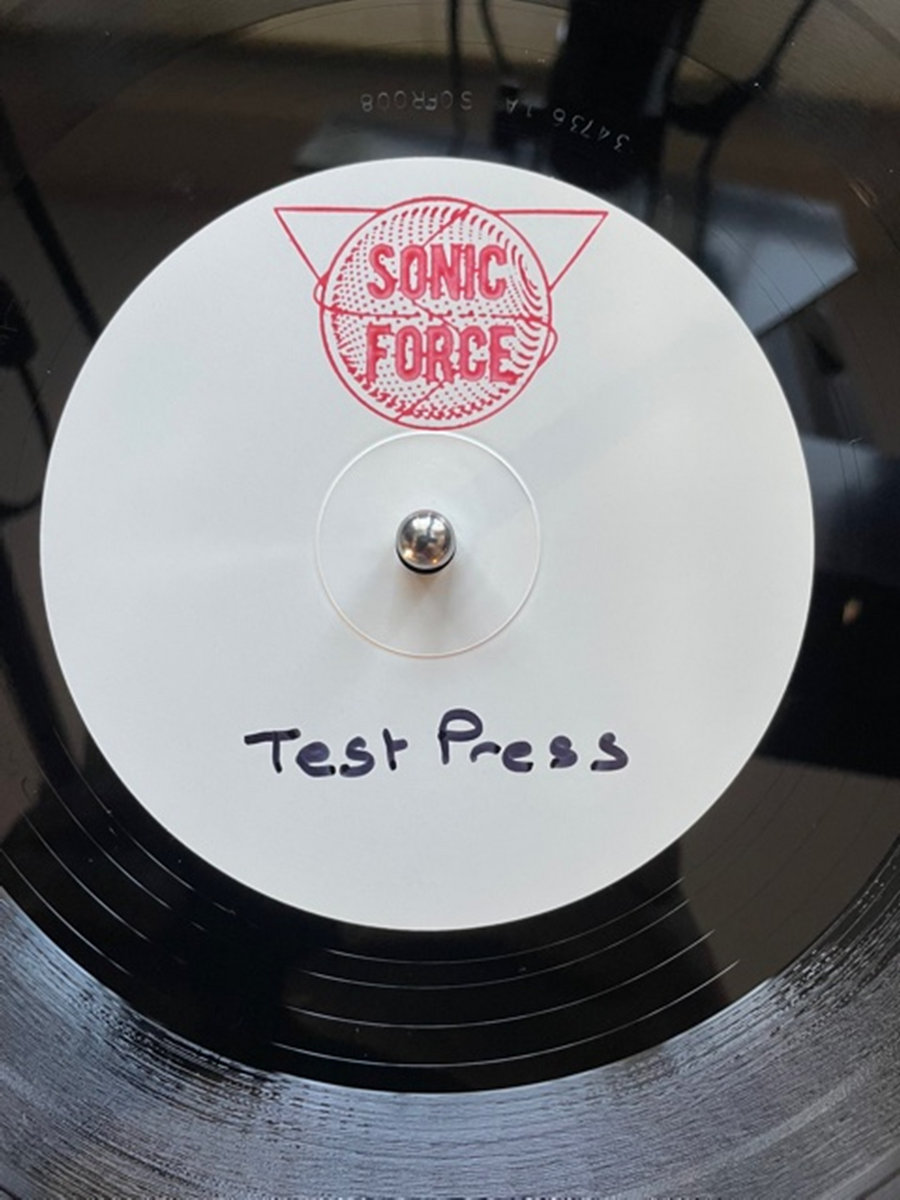 34736 1A SOFR008
SONIC
FORCE
Test Press